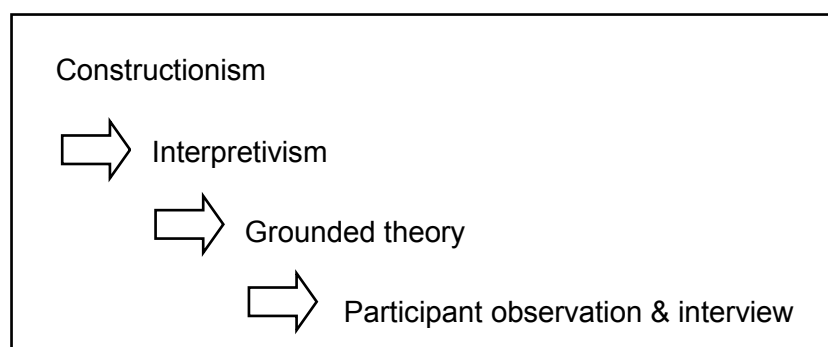 Constructionism
Interpretivism
Grounded theory
Participant observation & interview